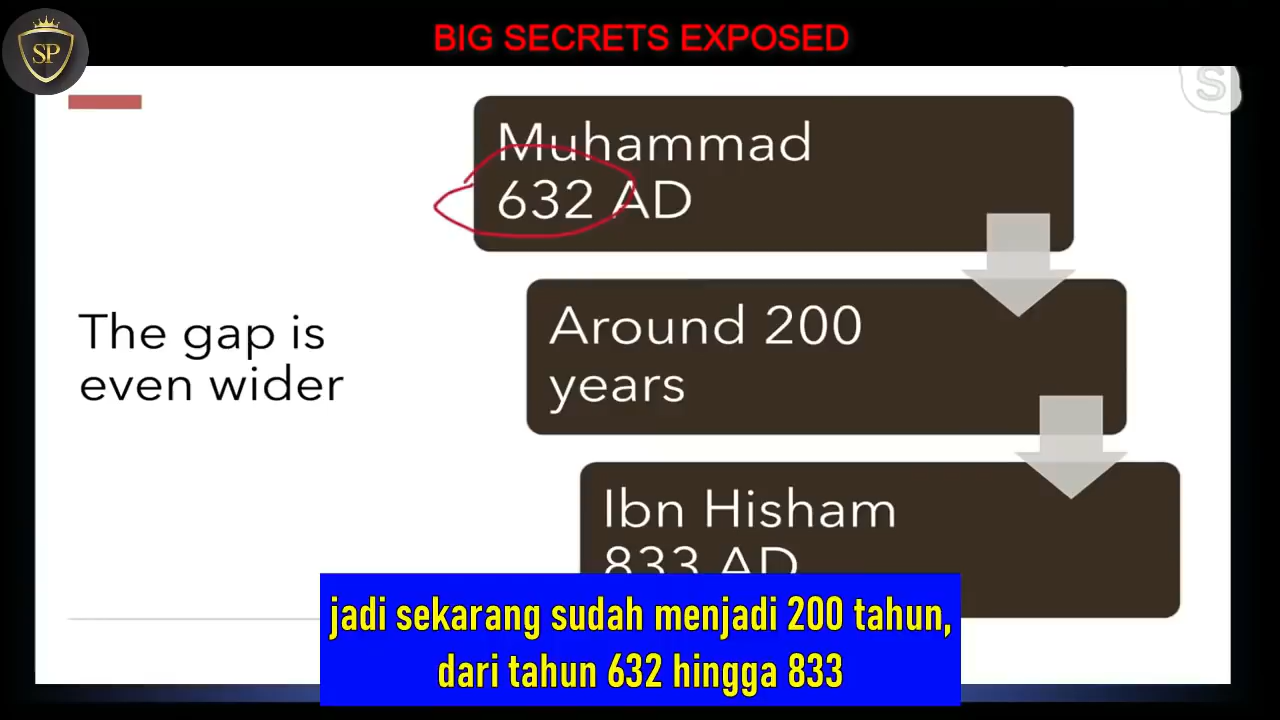 SP
BIG SECRETS EXPOSED
S
Muhammad
632 AD
The gap is
even wider
Around 200
years
Ibn Hisham
833 AD
jadi sekarang sudah menjadi 200 tahun,
dari tahun 632 hingga 833